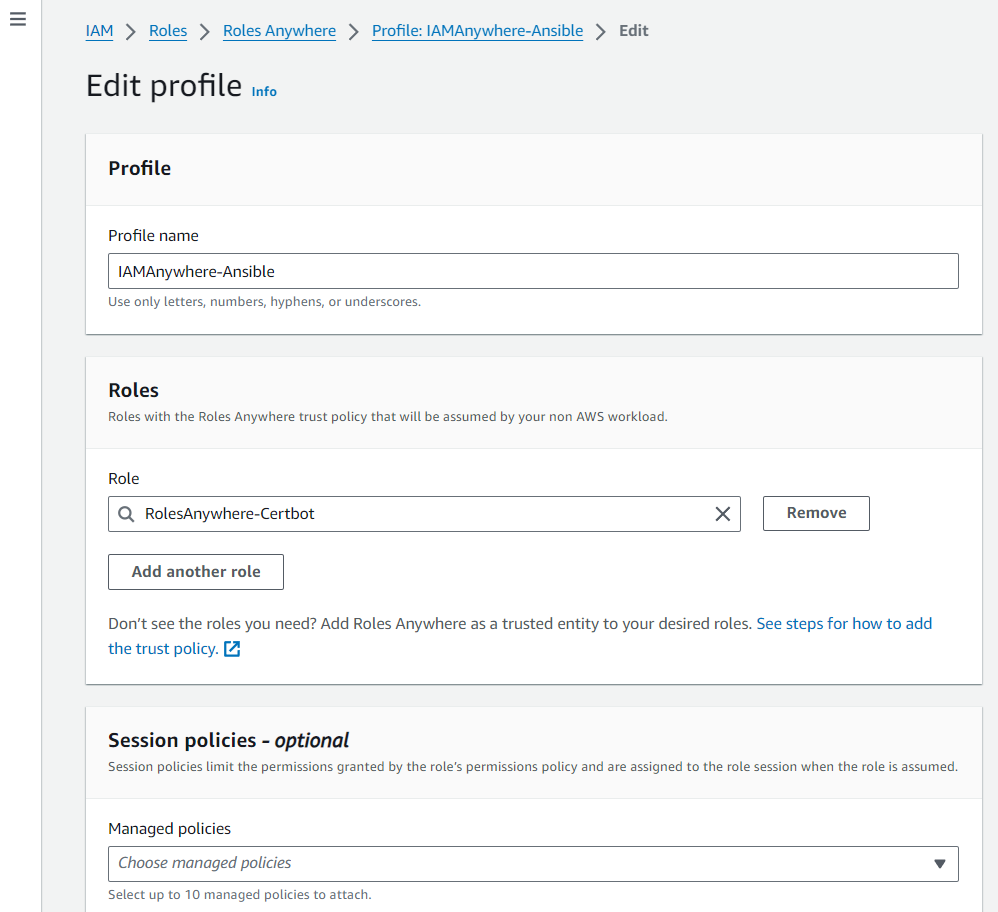 IAM > Roles > Roles Anywhere > Profile: IAMAnywhere-Ansible > Edit
Edit profile Info
Profile
Profile name
IAMAnywhere-Ansible
Use only letters, numbers, hyphens, or underscores.
Roles
Roles with the Roles Anywhere trust policy that will be assumed by your non AWS workload.
Role
RolesAnywhere-Certbot
Remove
Add another role
Don’t see the roles you need? Add Roles Anywhere as a trusted entity to your desired roles. See steps for how to add
the trust policy.
Session policies - optional
Session policies limit the permissions granted by the role’s permissions policy and are assigned to the role session when the role is assumed.
Managed policies
Choose managed policies
Select up to 10 managed policies to attach.